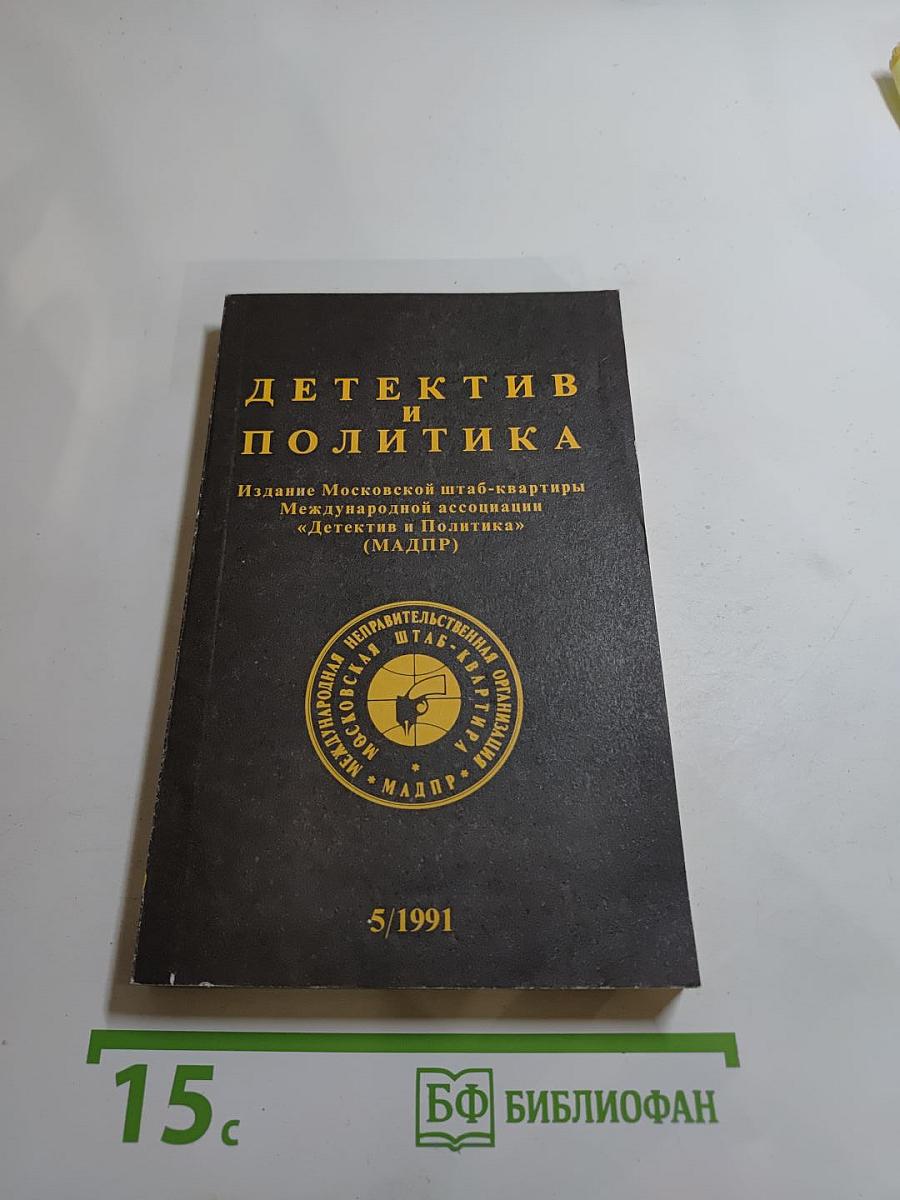 ДЕТЕКТИВ
И
ПОЛИТИКА
Издание Московской штаб-квартиры
Международной ассоциации
«Детектив и Политика»
(МАДПР)
МЕЖДУНАРОДНАЯ НЕПРАВИТЕЛЬСТВЕННАЯ ОРГАНИЗАЦИЯ
МОСКОВСКАЯ ШТАБ-КВАРТИРА
* МАДПР *
5/1991
15 с
БФ БИБЛИОФАН